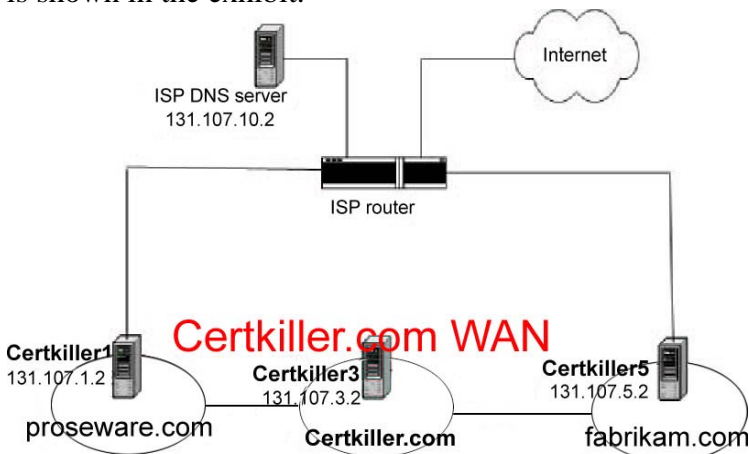 is shown in the exhibit.
Internet
ISP DNS server
131.107.10.2
ISP router
Certkiller.com WAN
Certkiller1
131.107.1.2
Certkiller3
131.107.3.2
Certkiller5
131.107.5.2
proseware.com
Certkiller.com
fabrikam.com